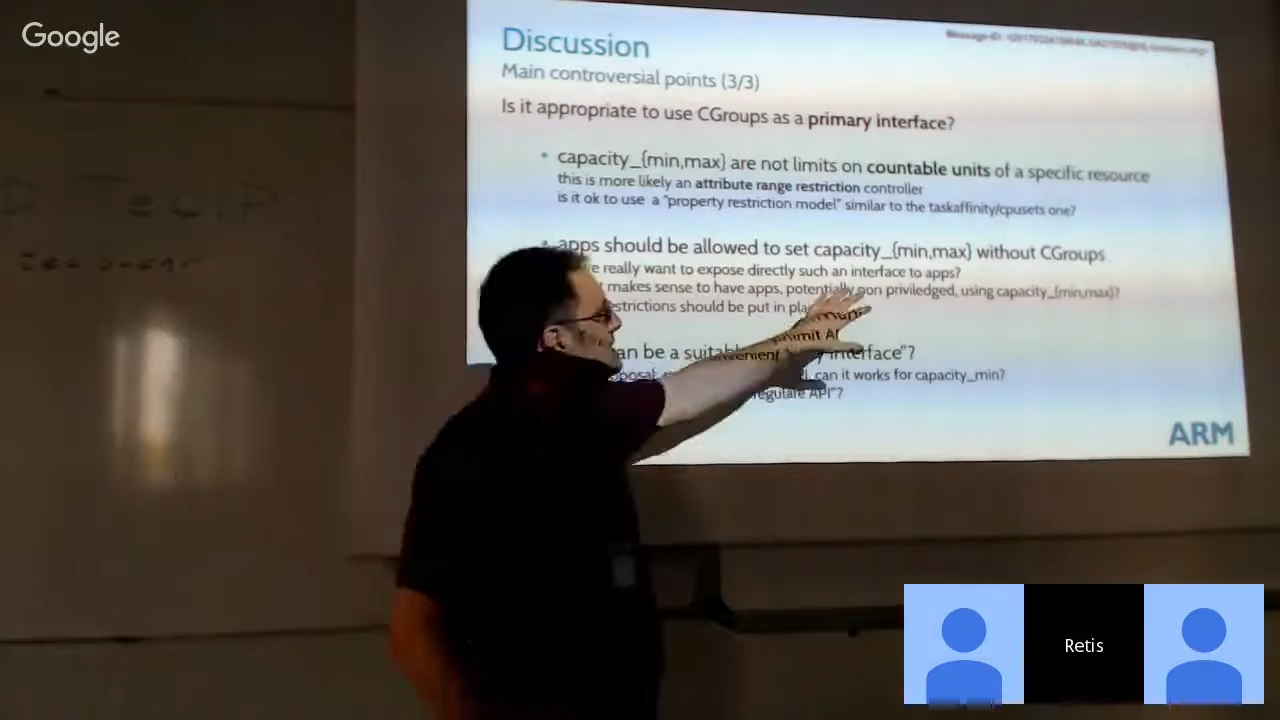 Google
Discussion
Main controversial points (3/3)
Is it appropriate to use CGroups as a primary interface?
• capacity_{min,max} are not limits on countable units of a specific resource
this is more likely an attribute range restriction controller
is it ok to use a "property restriction model" similar to the taskaffinity/cpusets one?
• apps should be allowed to set capacity_{min,max} without CGroups
really want to expose directly such an interface to apps?
makes sense to have apps, potentially non priviledged, using capacity_{min,max}?
should be put in
can be a interface"?
can it works for capacity_min?
API"?
ARM
Retis